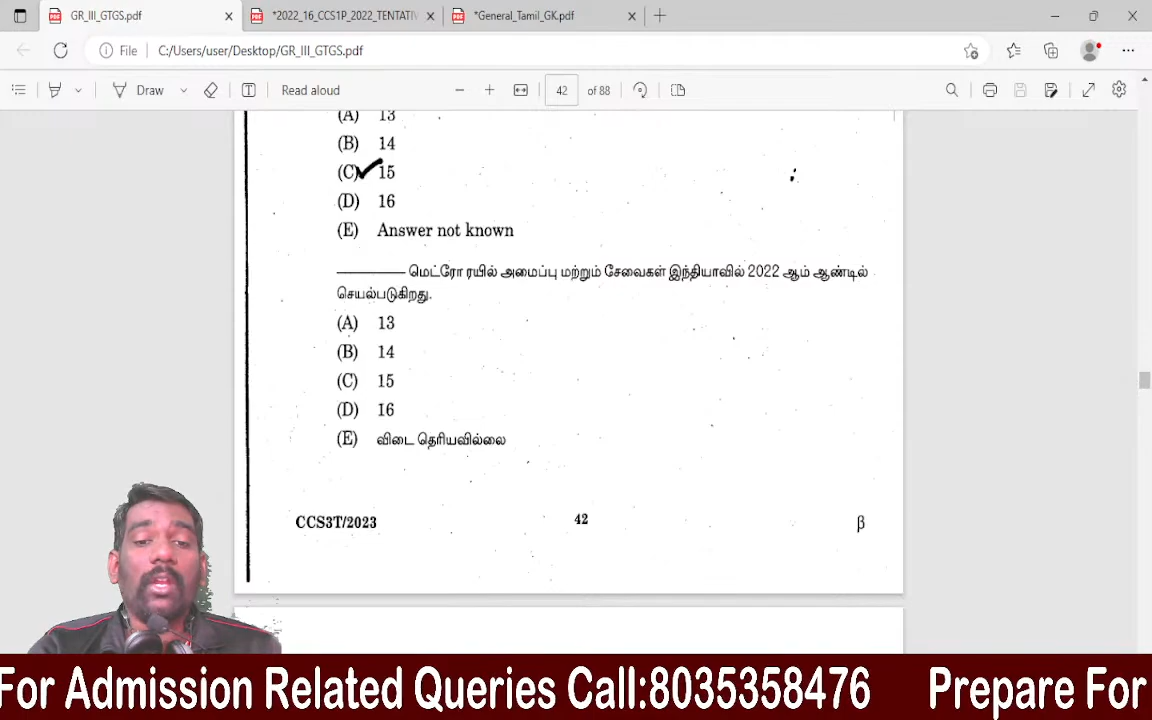 GR_III_GTGS.pdf
*2022_16_CCS1P_2022_TENTATIV
*General_Tamil_GK.pdf
File C:/Users/user/Desktop/GR_III_GTGS.pdf
Draw Read aloud 42 of 88
(A) 13
(B) 14
(C) 15
(D) 16
(E) Answer not known
———— மெட்ரோ ரயில் அமைப்பு மற்றும் சேவைகள் இந்தியாவில் 2022 ஆம் ஆண்டில்
செயல்படுகிறது.
(A) 13
(B) 14
(C) 15
(D) 16
(E) விடை தெரியவில்லை
CCS3T/2023 42 β
For Admission Related Queries Call:8035358476 Prepare For